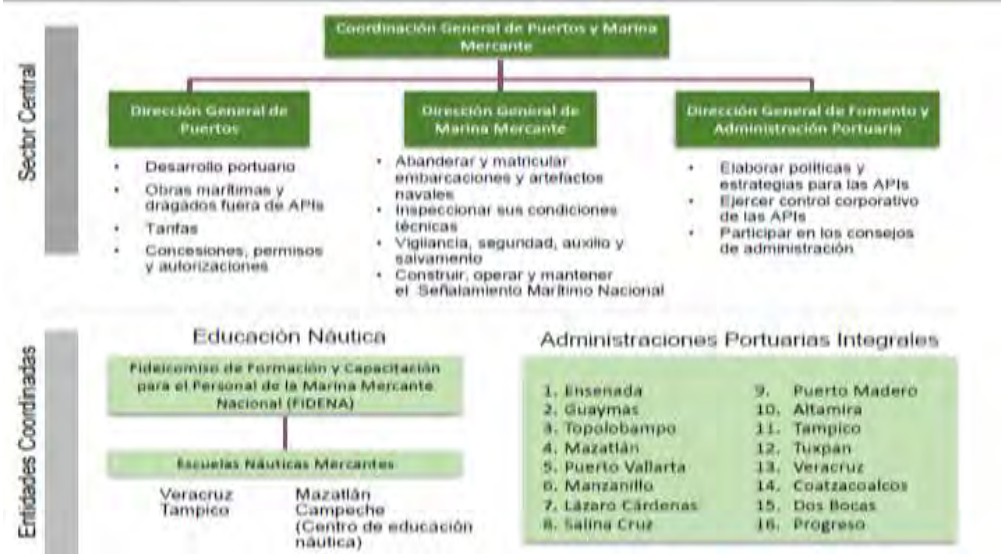 Sector Central
Coordinación General de Puertos y Marina
Mercante
Dirección General de
Puertos
• Desarrollo portuario
• Obras marítimas y
dragados fuera de APIs
• Tarifas
• Concesiones, permisos
y autorizaciones
Dirección General de
Marina Mercante
• Abanderar y matricular
embarcaciones y artefactos
navales
• Inspeccionar sus condiciones
técnicas
• Vigilancia, seguridad, auxilio y
salvamento
• Construir, operar y mantener
el Señalamiento Marítimo Nacional
Dirección General de Fomento y
Administración Portuaria
• Elaborar políticas y
estrategias para las APIs
• Ejercer control corporativo
de las APIs
• Participar en los consejos
de administración
Entidades Coordinadas
Educación Náutica
Fideicomiso de Formación y Capacitación
para el Personal de la Marina Mercante
Nacional (FIDENA)
Escuelas Náuticas Mercantes
Veracruz
Tampico
Mazatlán
Campeche
(Centro de educación
náutica)
Administraciones Portuarias Integrales
1. Ensenada
2. Guaymas
3. Topolobampo
4. Mazatlán
5. Puerto Vallarta
6. Manzanillo
7. Lázaro Cárdenas
8. Salina Cruz
9. Puerto Madero
10. Altamira
11. Tampico
12. Tuxpan
13. Veracruz
14. Coatzacoalcos
15. Dos Bocas
16. Progreso